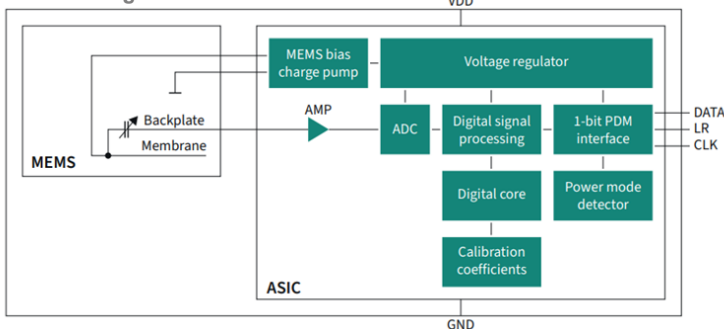 VDD
MEMS bias
charge pump
Voltage regulator
AMP
ADC
Digital signal
processing
1-bit PDM
interface
DATA
LR
CLK
Backplate
Membrane
MEMS
Digital core
Power mode
detector
Calibration
coefficients
ASIC
GND